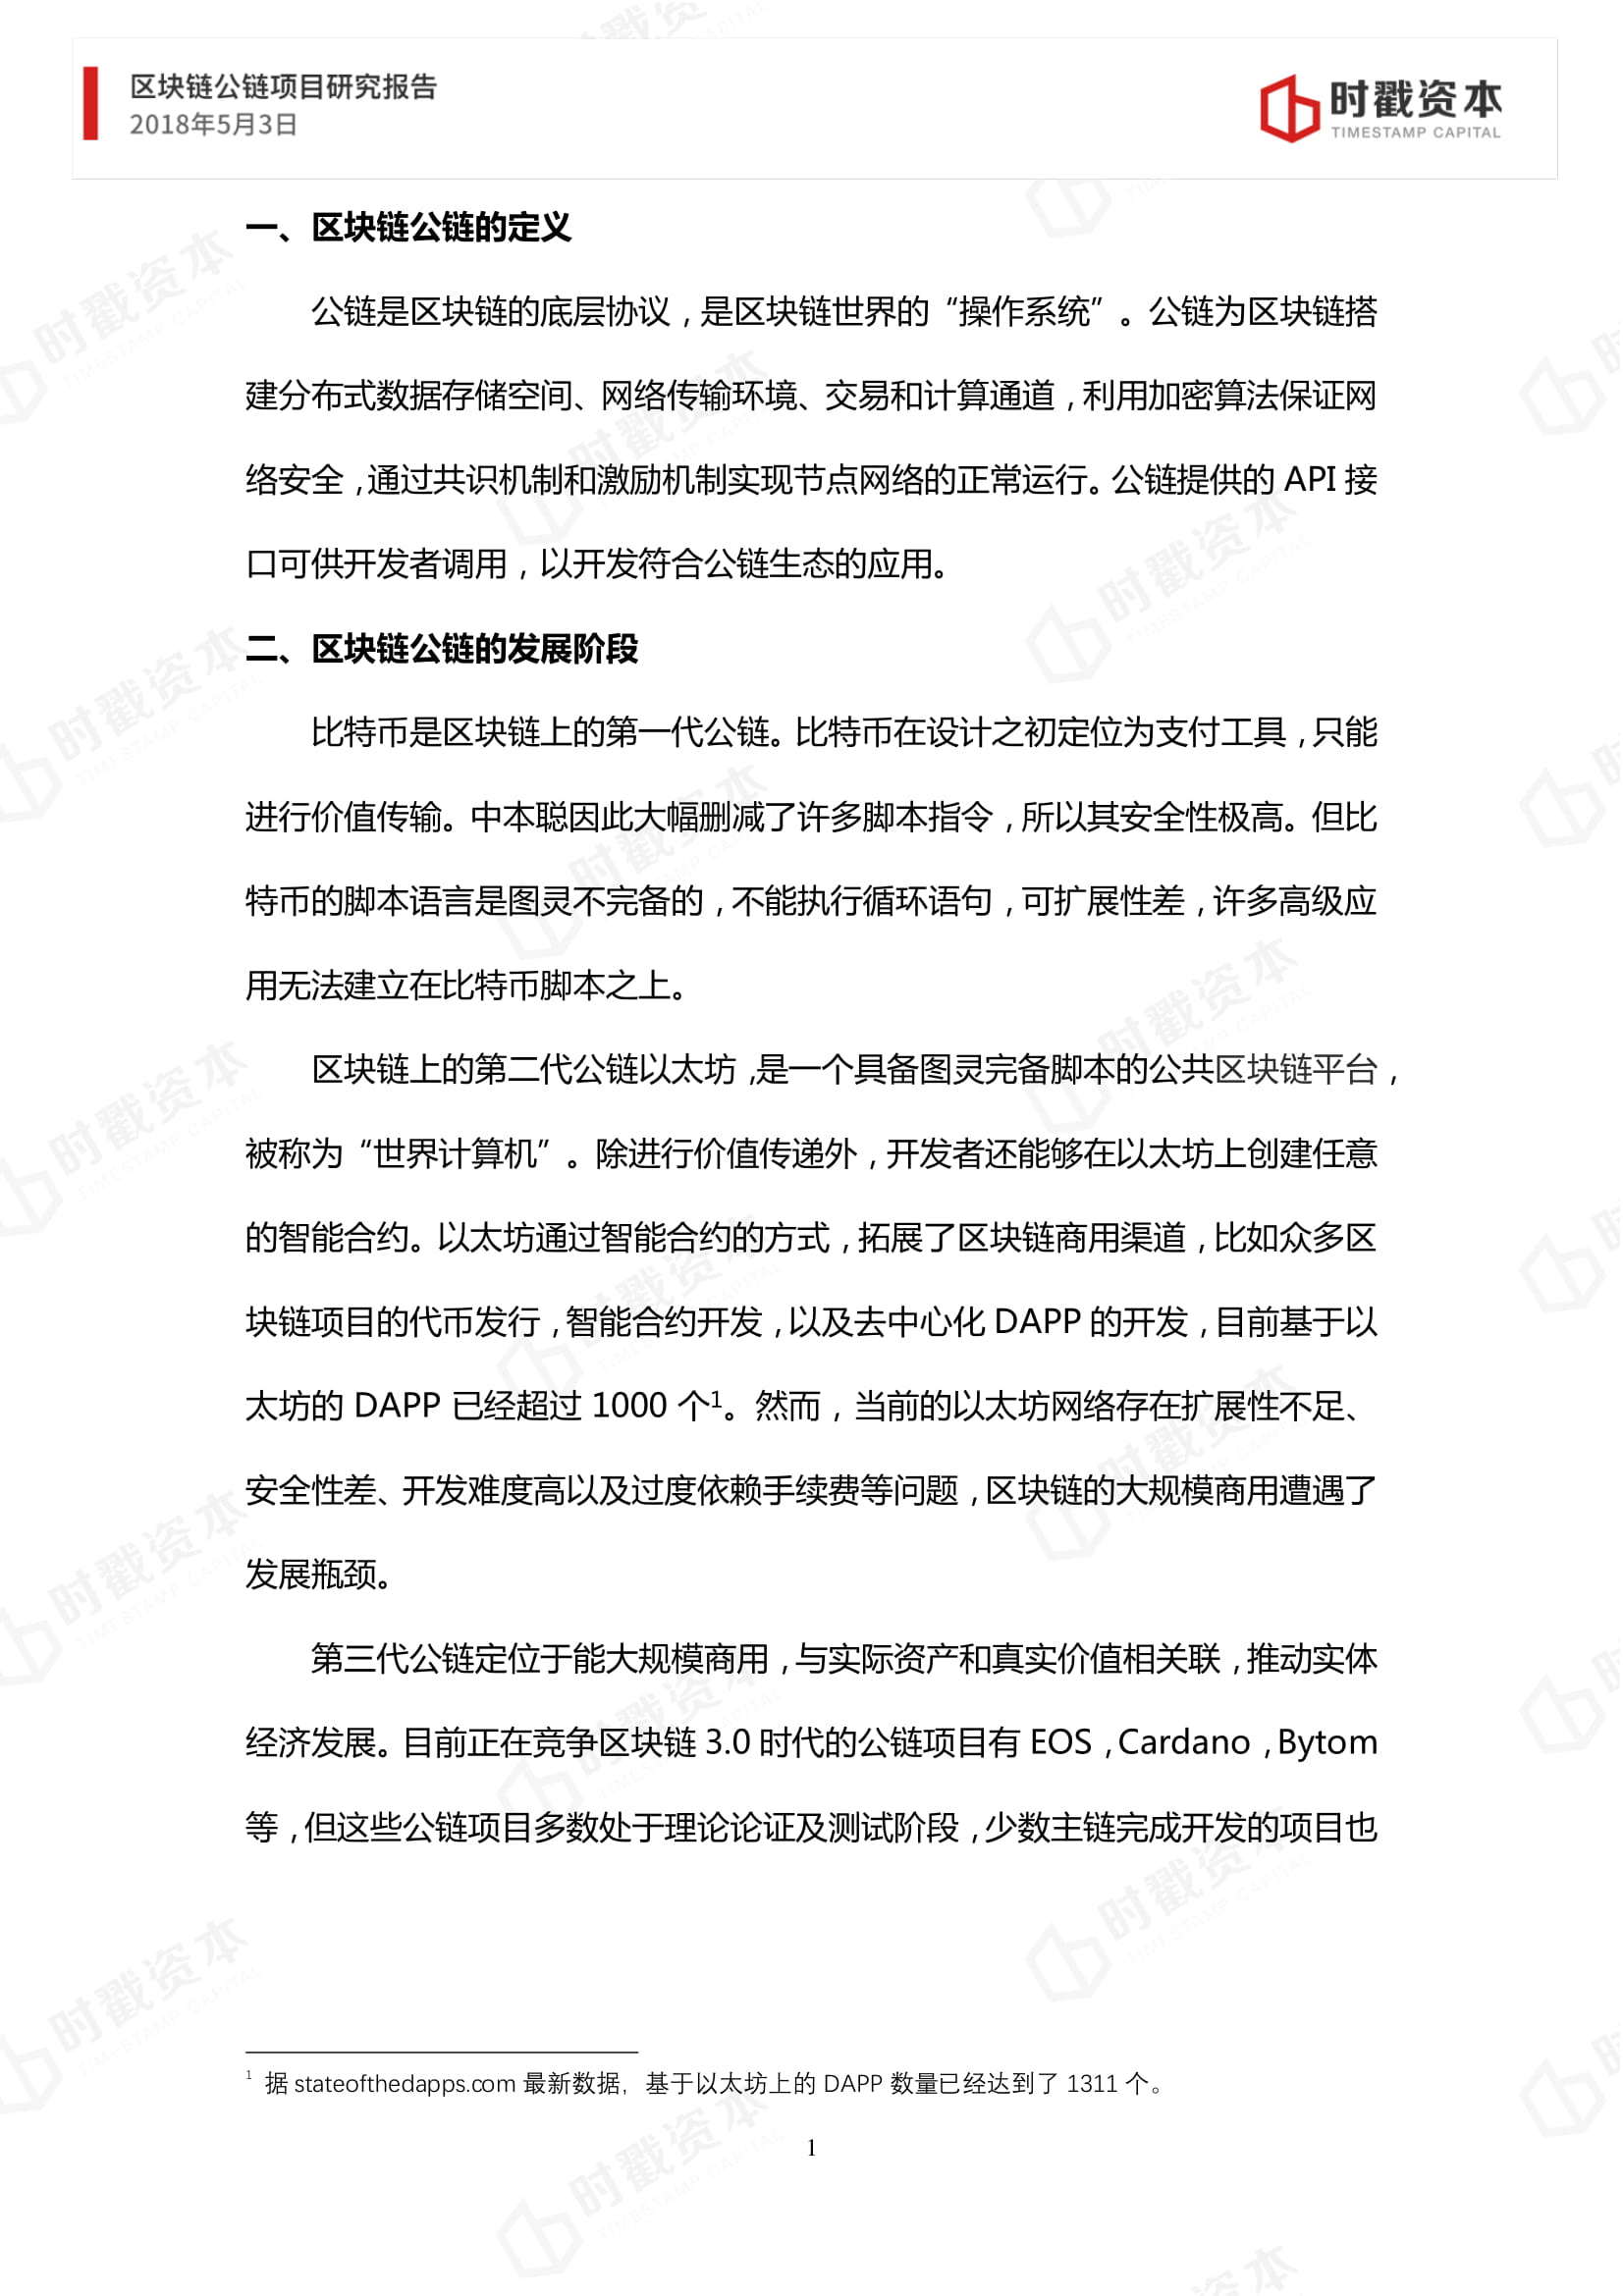 区块链公链项目研究报告
2018年5月3日
时戳资本
TIMESTAMP CAPITAL
一、区块链公链的定义
公链是区块链的底层协议，是区块链世界的“操作系统”。公链为区块链搭
建分布式数据存储空间、网络传输环境、交易和计算通道，利用加密算法保证网
络安全，通过共识机制和激励机制实现节点网络的正常运行。公链提供的 API 接
口可供开发者调用，以开发符合公链生态的应用。
二、区块链公链的发展阶段
比特币是区块链上的第一代公链。比特币在设计之初定位为支付工具，只能
进行价值传输。中本聪因此大幅删减了许多脚本指令，所以其安全性极高。但比
特币的脚本语言是图灵不完备的，不能执行循环语句，可扩展性差，许多高级应
用无法建立在比特币脚本之上。
区块链上的第二代公链以太坊，是一个具备图灵完备脚本的公共区块链平台，
被称为“世界计算机”。除进行价值传递外，开发者还能够在以太坊上创建任意
的智能合约。以太坊通过智能合约的方式，拓展了区块链商用渠道，比如众多区
块链项目的代币发行，智能合约开发，以及去中心化 DAPP 的开发，目前基于以
太坊的 DAPP 已经超过 1000 个¹。然而，当前的以太坊网络存在扩展性不足、
安全性差、开发难度高以及过度依赖手续费等问题，区块链的大规模商用遭遇了
发展瓶颈。
第三代公链定位于能大规模商用，与实际资产和真实价值相关联，推动实体
经济发展。目前正在竞争区块链 3.0 时代的公链项目有 EOS，Cardano，Bytom
等，但这些公链项目多数处于理论论证及测试阶段，少数主链完成开发的项目也
¹ 据 stateofthedapps.com 最新数据，基于以太坊上的 DAPP 数量已经达到了 1311 个。
1